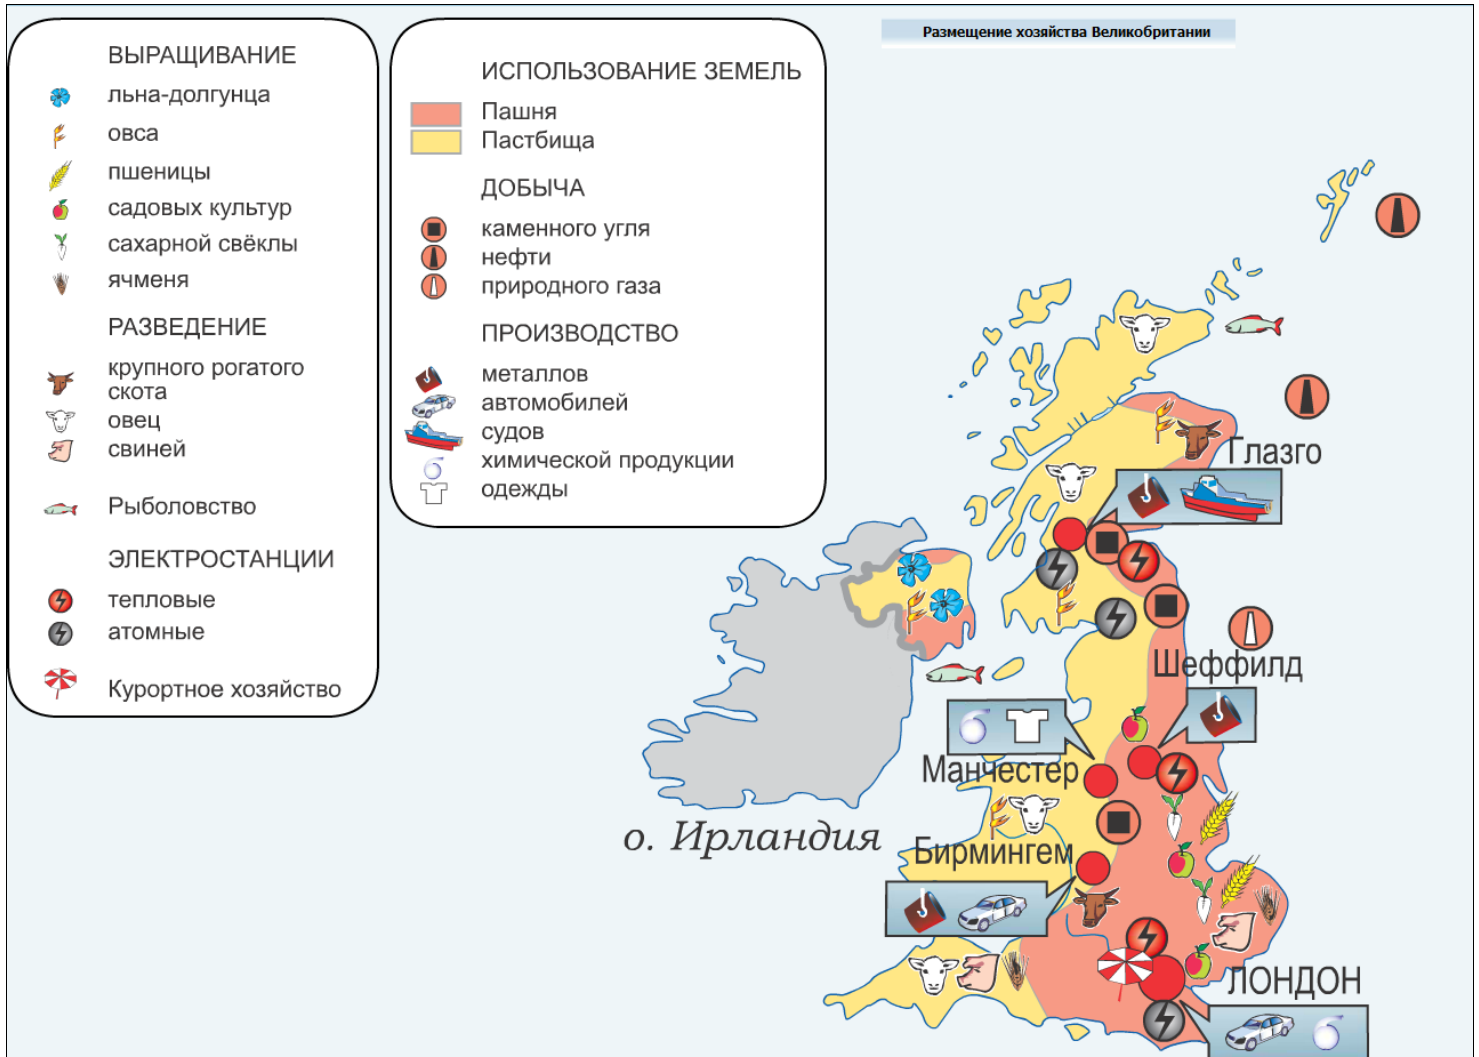 Размещение хозяйства Великобритании
ВЫРАЩИВАНИЕ
льна-долгунца
овса
пшеницы
садовых культур
сахарной свёклы
ячменя
РАЗВЕДЕНИЕ
крупного рогатого
скота
овец
свиней
Рыболовство
ЭЛЕКТРОСТАНЦИИ
тепловые
атомные
Курортное хозяйство
ИСПОЛЬЗОВАНИЕ ЗЕМЕЛЬ
Пашня
Пастбища
ДОБЫЧА
каменного угля
нефти
природного газа
ПРОИЗВОДСТВО
металлов
автомобилей
судов
химической продукции
одежды
Глазго
Шеффилд
Манчестер
о. Ирландия
Бирмингем
ЛОНДОН